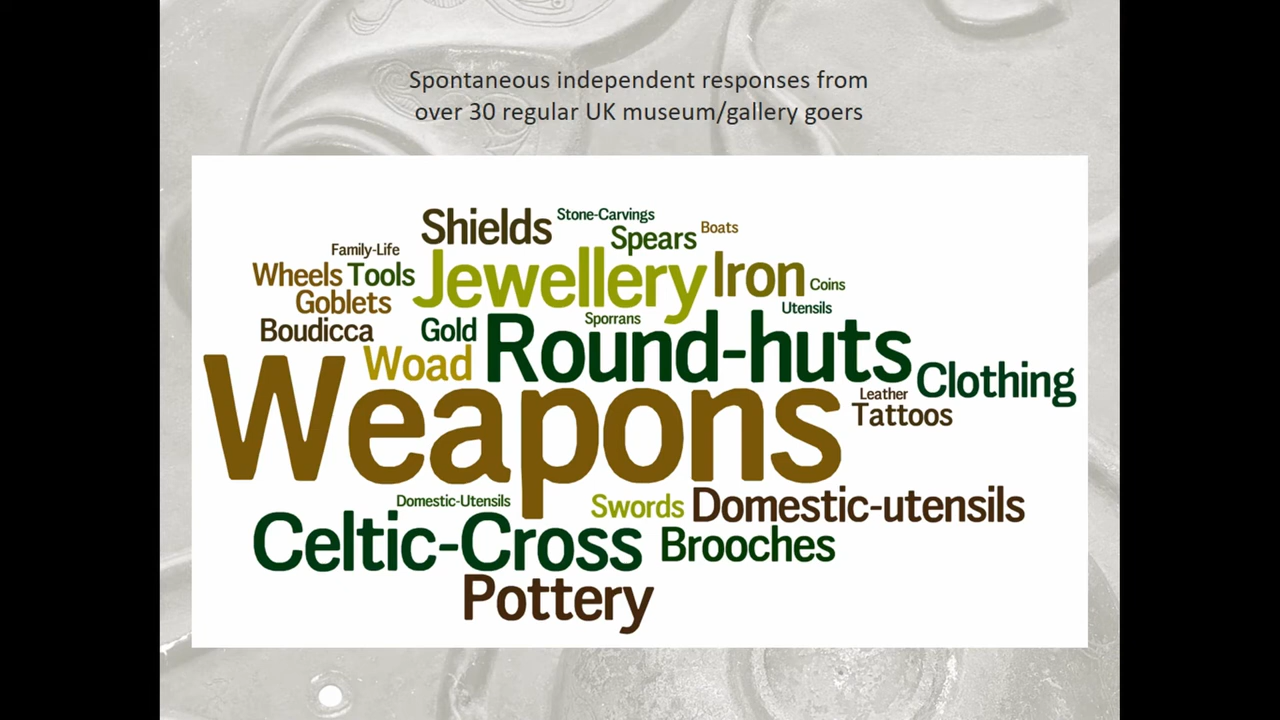 Spontaneous independent responses from
over 30 regular UK museum/gallery goers
Shields
Stone-Carvings
Spears
Boats
Family-Life
Wheels
Tools
Jewellery
Iron
Coins
Goblets
Utensils
Boudicca
Gold
Sporrans
Round-huts
Woad
Clothing
Weapons
Leather
Tattoos
Domestic-Utensils
Swords
Domestic-utensils
Celtic-Cross
Brooches
Pottery